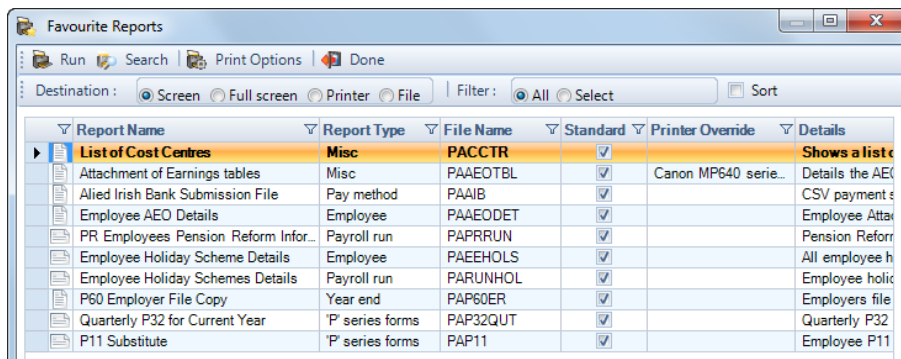 Favourite Reports
Run Search Print Options Done
Destination : Screen Full screen Printer File Filter : All Select Sort
Report Name Report Type File Name Standard Printer Override Details
List of Cost Centres Misc PACCTR Shows a list c
Attachment of Earnings tables Misc PAAEOTBL Canon MP640 serie... Details the AEO
Alied Irish Bank Submission File Pay method PAAIB CSV payment s
Employee AEO Details Employee PAAEODET Employee Attac
PR Employees Pension Reform Infor... Payroll run PAPRRUN Pension Reform
Employee Holiday Scheme Details Employee PAEEHOLS All employee h
Employee Holiday Schemes Details Payroll run PARUNHOL Employee holid
P60 Employer File Copy Year end PAP60ER Employers file
Quarterly P32 for Current Year 'P' series forms PAP32QUT Quarterly P32
P11 Substitute 'P' series forms PAP11 Employee P11